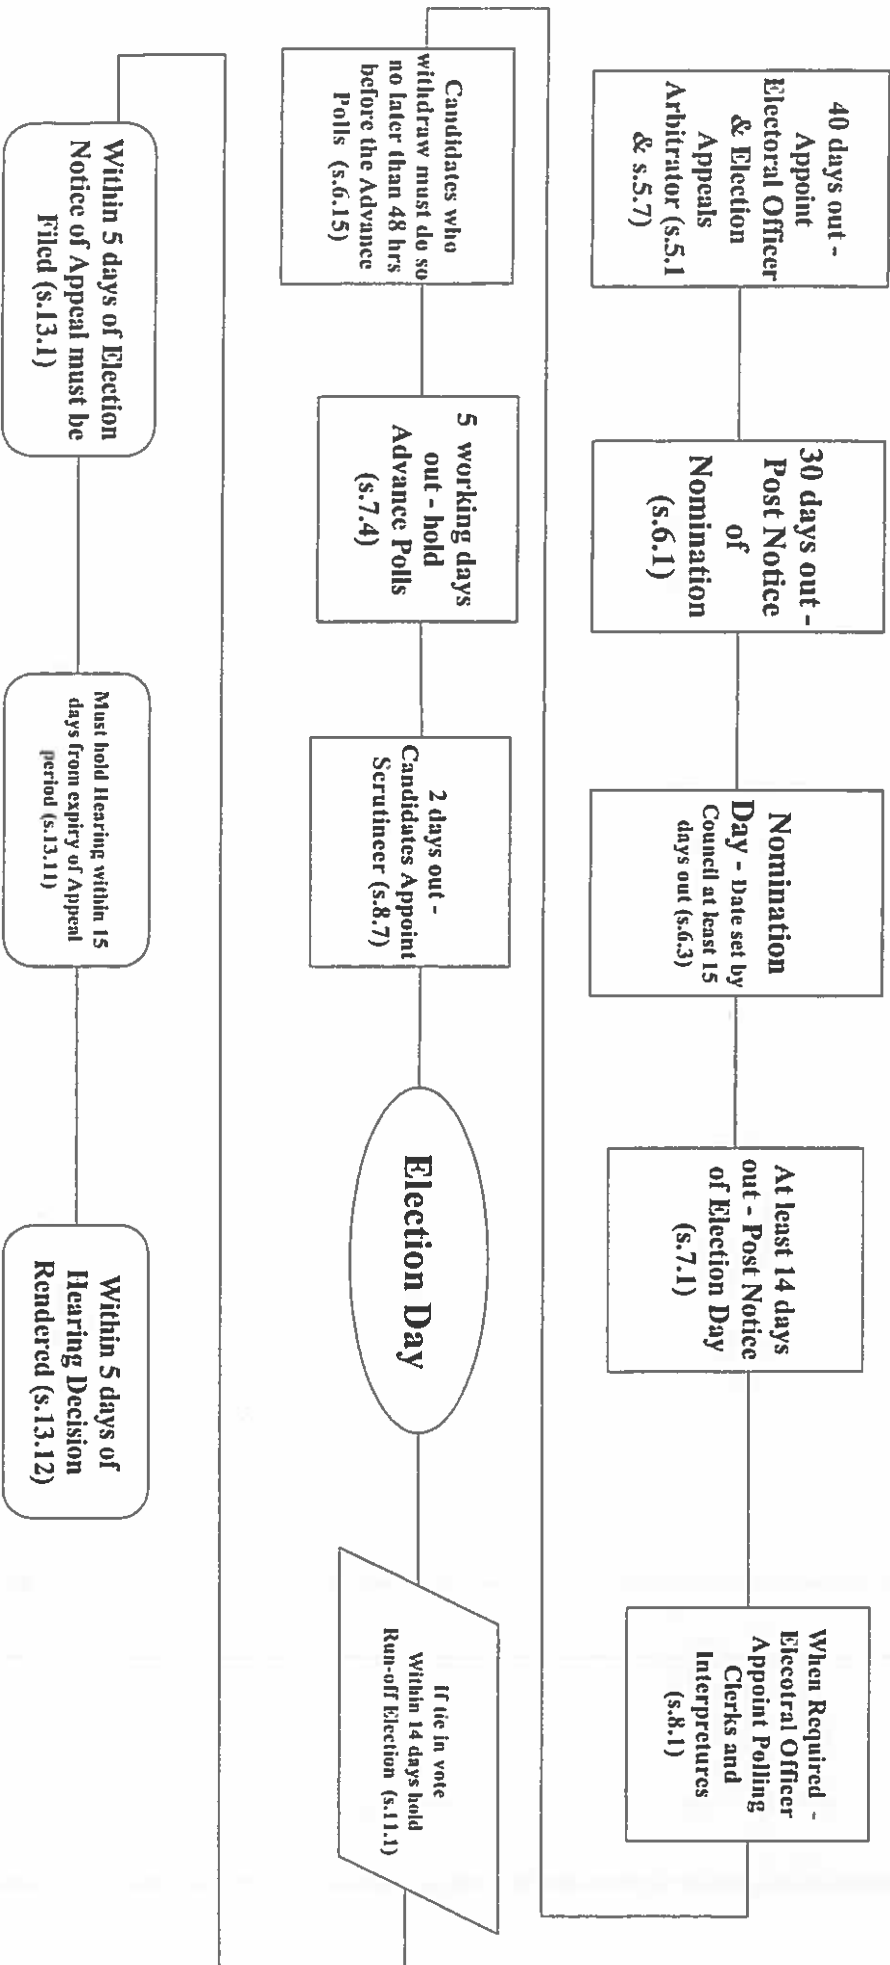 40 days out -
Appoint
Electoral Officer
& Election
Appeals
Arbitrator (s.5.1
& s.5.7)
30 days out -
Post Notice
of
Nomination
(s.6.1)
Nomination
Day - Date set by
Council at least 15
days out (s.6.3)
At least 14 days
out - Post Notice
of Election Day
(s.7.1)
When Required -
Elecotral Officer
Appoint Polling
Clerks and
Interpretures
(s.8.1)
Candidates who
withdraw must do so
no later than 48 hrs
before the Advance
Polls (s.6.15)
5 working days
out - hold
Advance Polls
(s.7.4)
2 days out -
Candidates Appoint
Scrutineer (s.8.7)
Election Day
If tie in vote
Within 14 days hold
Run-off Election (s.11.1)
Within 5 days of Election
Notice of Appeal must be
Filed (s.13.1)
Must hold Hearing within 15
days from expiry of Appeal
period (s.13.11)
Within 5 days of
Hearing Decision
Rendered (s.13.12)